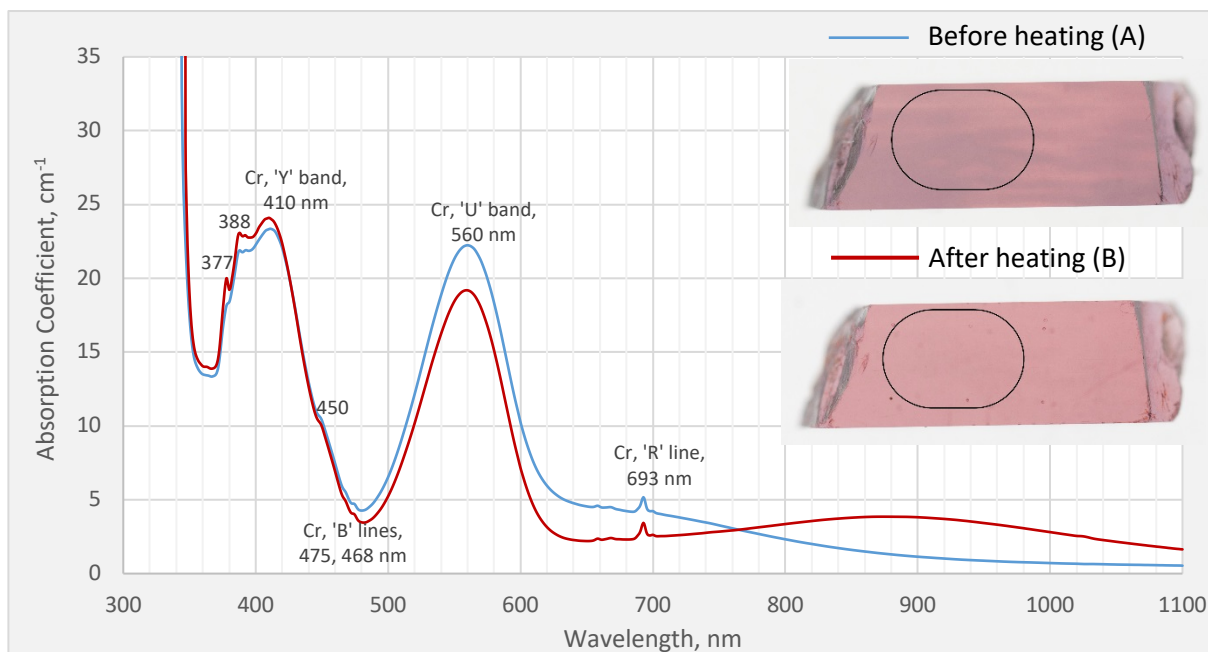 Before heating (A)
After heating (B)
Absorption Coefficient, cm⁻¹
35
30
25
20
15
10
5
0
Cr, 'Y' band,
410 nm
388
377
450
Cr, 'B' lines,
475, 468 nm
Cr, 'U' band,
560 nm
Cr, 'R' line,
693 nm
300 400 500 600 700 800 900 1000 1100
Wavelength, nm